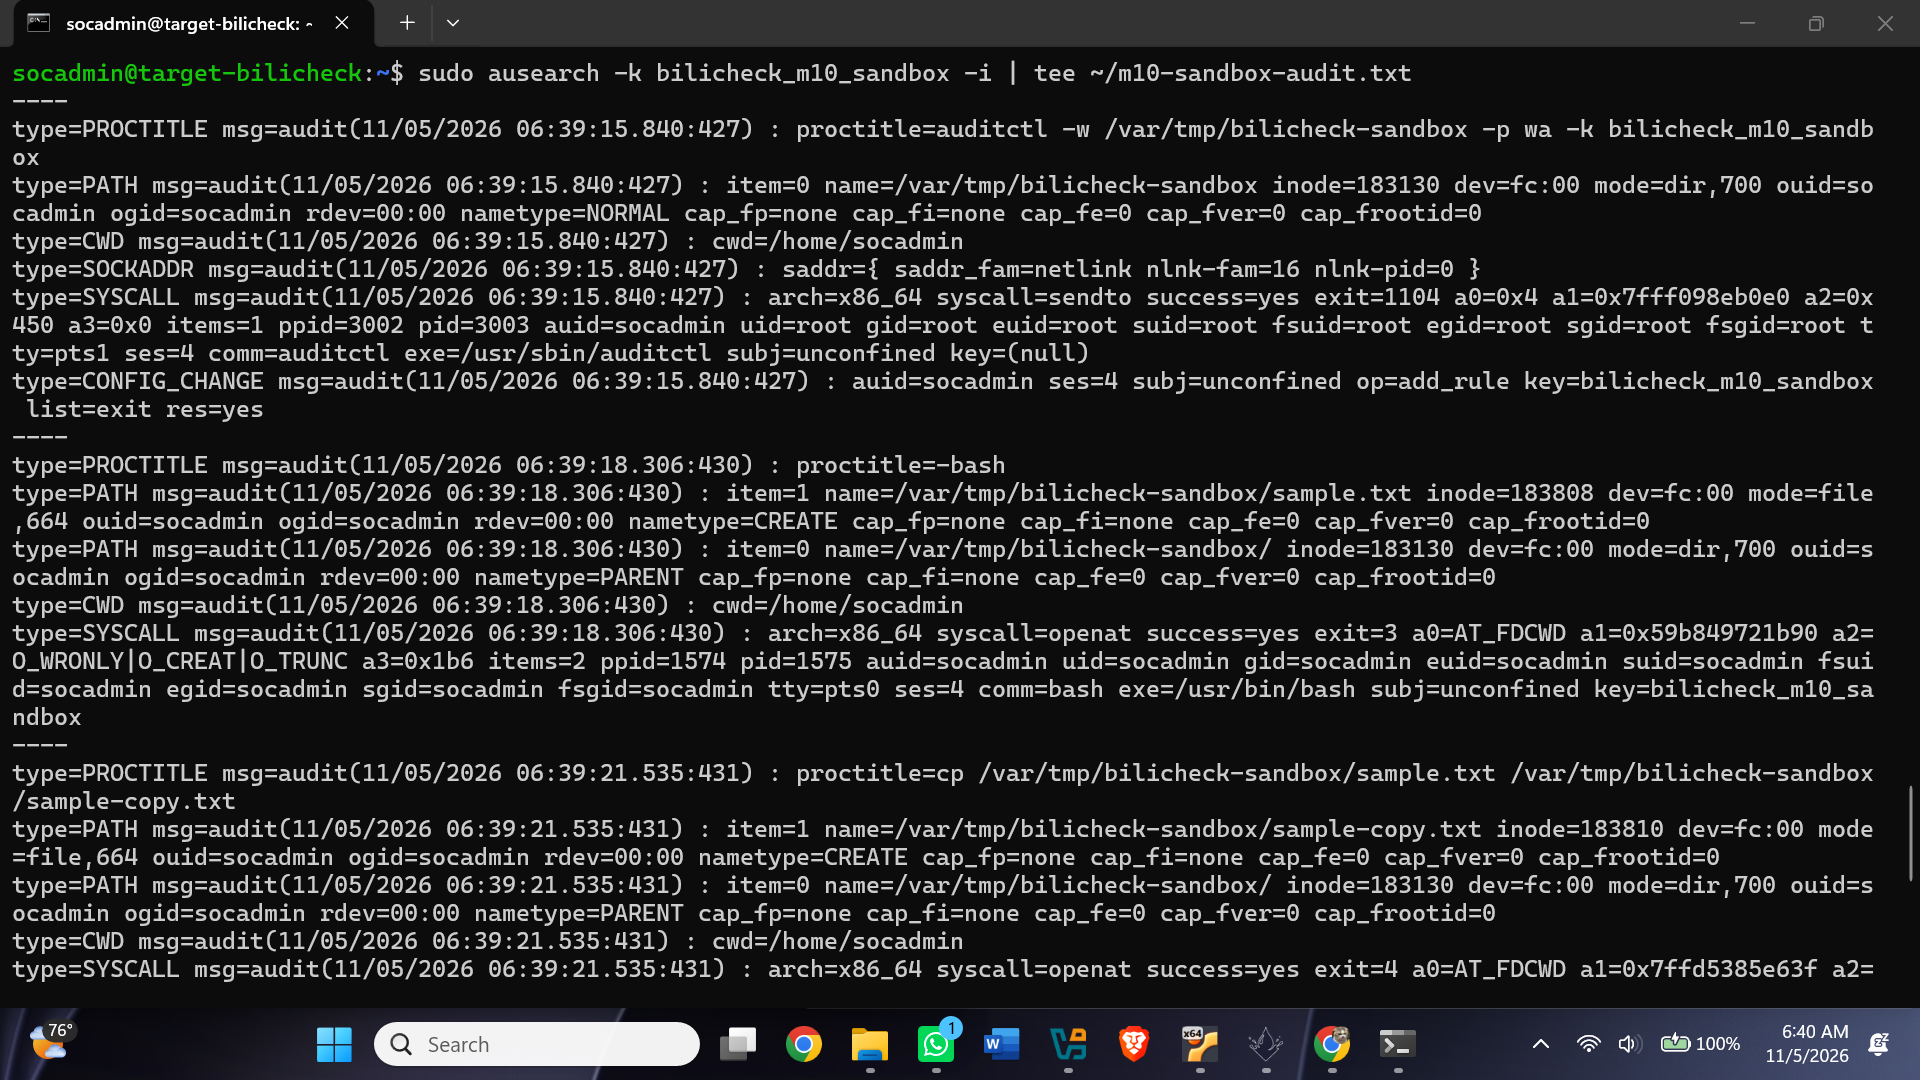 socadmin@target-bilicheck: ~
socadmin@target-bilicheck:~$ sudo ausearch -k bilicheck_m10_sandbox -i | tee ~/m10-sandbox-audit.txt
----
type=PROCTITLE msg=audit(11/05/2026 06:39:15.840:427) : proctitle=auditctl -w /var/tmp/bilicheck-sandbox -p wa -k bilicheck_m10_sandb
ox
type=PATH msg=audit(11/05/2026 06:39:15.840:427) : item=0 name=/var/tmp/bilicheck-sandbox inode=183130 dev=fc:00 mode=dir,700 ouid=so
cadmin ogid=socadmin rdev=00:00 nametype=NORMAL cap_fp=none cap_fi=none cap_fe=0 cap_fver=0 cap_frootid=0
type=CWD msg=audit(11/05/2026 06:39:15.840:427) : cwd=/home/socadmin
type=SOCKADDR msg=audit(11/05/2026 06:39:15.840:427) : saddr={ saddr_fam=netlink nlnk-fam=16 nlnk-pid=0 }
type=SYSCALL msg=audit(11/05/2026 06:39:15.840:427) : arch=x86_64 syscall=sendto success=yes exit=1104 a0=0x4 a1=0x7fff098eb0e0 a2=0x
450 a3=0x0 items=1 ppid=3002 pid=3003 auid=socadmin uid=root gid=root euid=root suid=root fsuid=root egid=root sgid=root fsgid=root t
ty=pts1 ses=4 comm=auditctl exe=/usr/sbin/auditctl subj=unconfined key=(null)
type=CONFIG_CHANGE msg=audit(11/05/2026 06:39:15.840:427) : auid=socadmin ses=4 subj=unconfined op=add_rule key=bilicheck_m10_sandbox
 list=exit res=yes
----
type=PROCTITLE msg=audit(11/05/2026 06:39:18.306:430) : proctitle=-bash
type=PATH msg=audit(11/05/2026 06:39:18.306:430) : item=1 name=/var/tmp/bilicheck-sandbox/sample.txt inode=183808 dev=fc:00 mode=file
,664 ouid=socadmin ogid=socadmin rdev=00:00 nametype=CREATE cap_fp=none cap_fi=none cap_fe=0 cap_fver=0 cap_frootid=0
type=PATH msg=audit(11/05/2026 06:39:18.306:430) : item=0 name=/var/tmp/bilicheck-sandbox/ inode=183130 dev=fc:00 mode=dir,700 ouid=s
ocadmin ogid=socadmin rdev=00:00 nametype=PARENT cap_fp=none cap_fi=none cap_fe=0 cap_fver=0 cap_frootid=0
type=CWD msg=audit(11/05/2026 06:39:18.306:430) : cwd=/home/socadmin
type=SYSCALL msg=audit(11/05/2026 06:39:18.306:430) : arch=x86_64 syscall=openat success=yes exit=3 a0=AT_FDCWD a1=0x59b849721b90 a2=
O_WRONLY|O_CREAT|O_TRUNC a3=0x1b6 items=2 ppid=1574 pid=1575 auid=socadmin uid=socadmin gid=socadmin euid=socadmin suid=socadmin fsui
d=socadmin egid=socadmin sgid=socadmin fsgid=socadmin tty=pts0 ses=4 comm=bash exe=/usr/bin/bash subj=unconfined key=bilicheck_m10_sa
ndbox
----
type=PROCTITLE msg=audit(11/05/2026 06:39:21.535:431) : proctitle=cp /var/tmp/bilicheck-sandbox/sample.txt /var/tmp/bilicheck-sandbox
/sample-copy.txt
type=PATH msg=audit(11/05/2026 06:39:21.535:431) : item=1 name=/var/tmp/bilicheck-sandbox/sample-copy.txt inode=183810 dev=fc:00 mode
=file,664 ouid=socadmin ogid=socadmin rdev=00:00 nametype=CREATE cap_fp=none cap_fi=none cap_fe=0 cap_fver=0 cap_frootid=0
type=PATH msg=audit(11/05/2026 06:39:21.535:431) : item=0 name=/var/tmp/bilicheck-sandbox/ inode=183130 dev=fc:00 mode=dir,700 ouid=s
ocadmin ogid=socadmin rdev=00:00 nametype=PARENT cap_fp=none cap_fi=none cap_fe=0 cap_fver=0 cap_frootid=0
type=CWD msg=audit(11/05/2026 06:39:21.535:431) : cwd=/home/socadmin
type=SYSCALL msg=audit(11/05/2026 06:39:21.535:431) : arch=x86_64 syscall=openat success=yes exit=4 a0=AT_FDCWD a1=0x7ffd5385e63f a2=
76°
Search
1
W
x64
100%
6:40 AM
11/5/2026